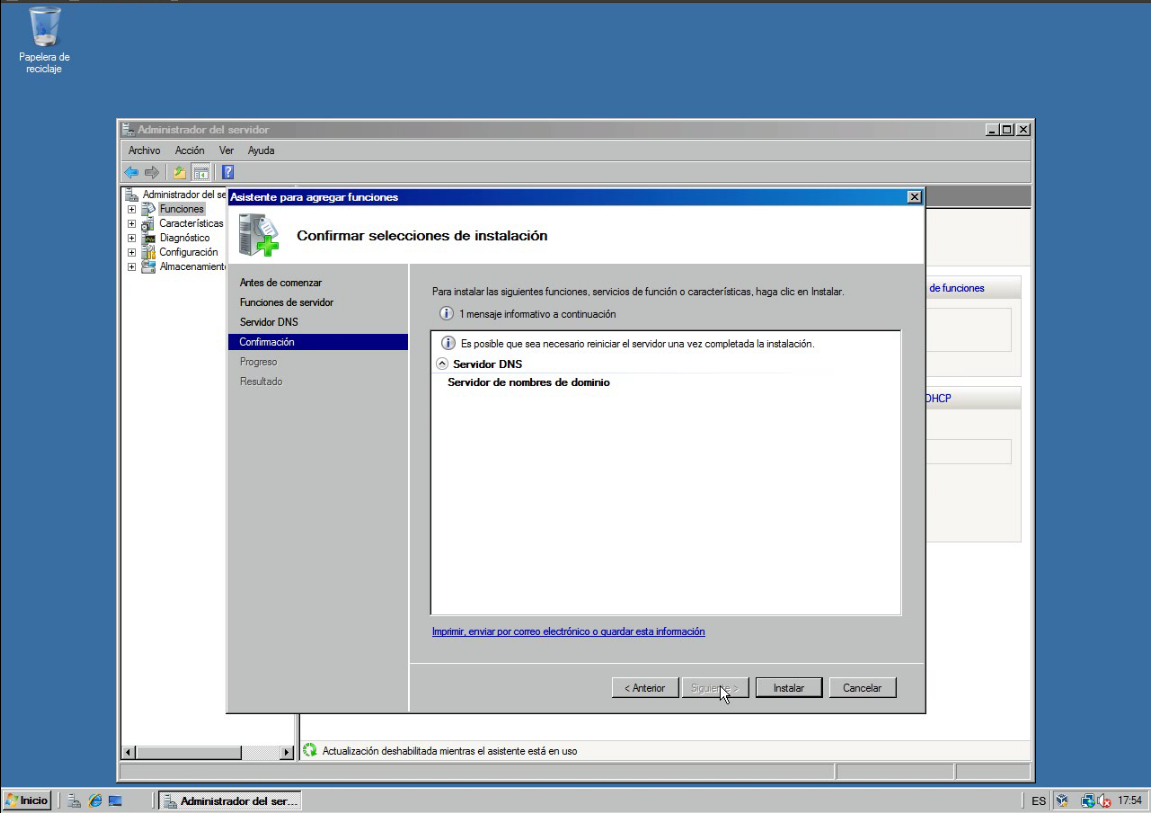 Papelera de
reciclaje
Administrador del servidor
Archivo Acción Ver Ayuda
Administrador del se
Funciones
Características
Diagnóstico
Configuración
Almacenamient
Asistente para agregar funciones
Confirmar selecciones de instalación
Antes de comenzar
Funciones de servidor
Servidor DNS
Confirmación
Progreso
Resultado
Para instalar las siguientes funciones, servicios de función o características, haga clic en Instalar.
1 mensaje informativo a continuación
Es posible que sea necesario reiniciar el servidor una vez completada la instalación.
Servidor DNS
Servidor de nombres de dominio
Imprimir, enviar por correo electrónico o guardar esta información
< Anterior Siguiente > Instalar Cancelar
de funciones
DHCP
Actualización deshabilitada mientras el asistente está en uso
Inicio Administrador del ser... ES 17:54